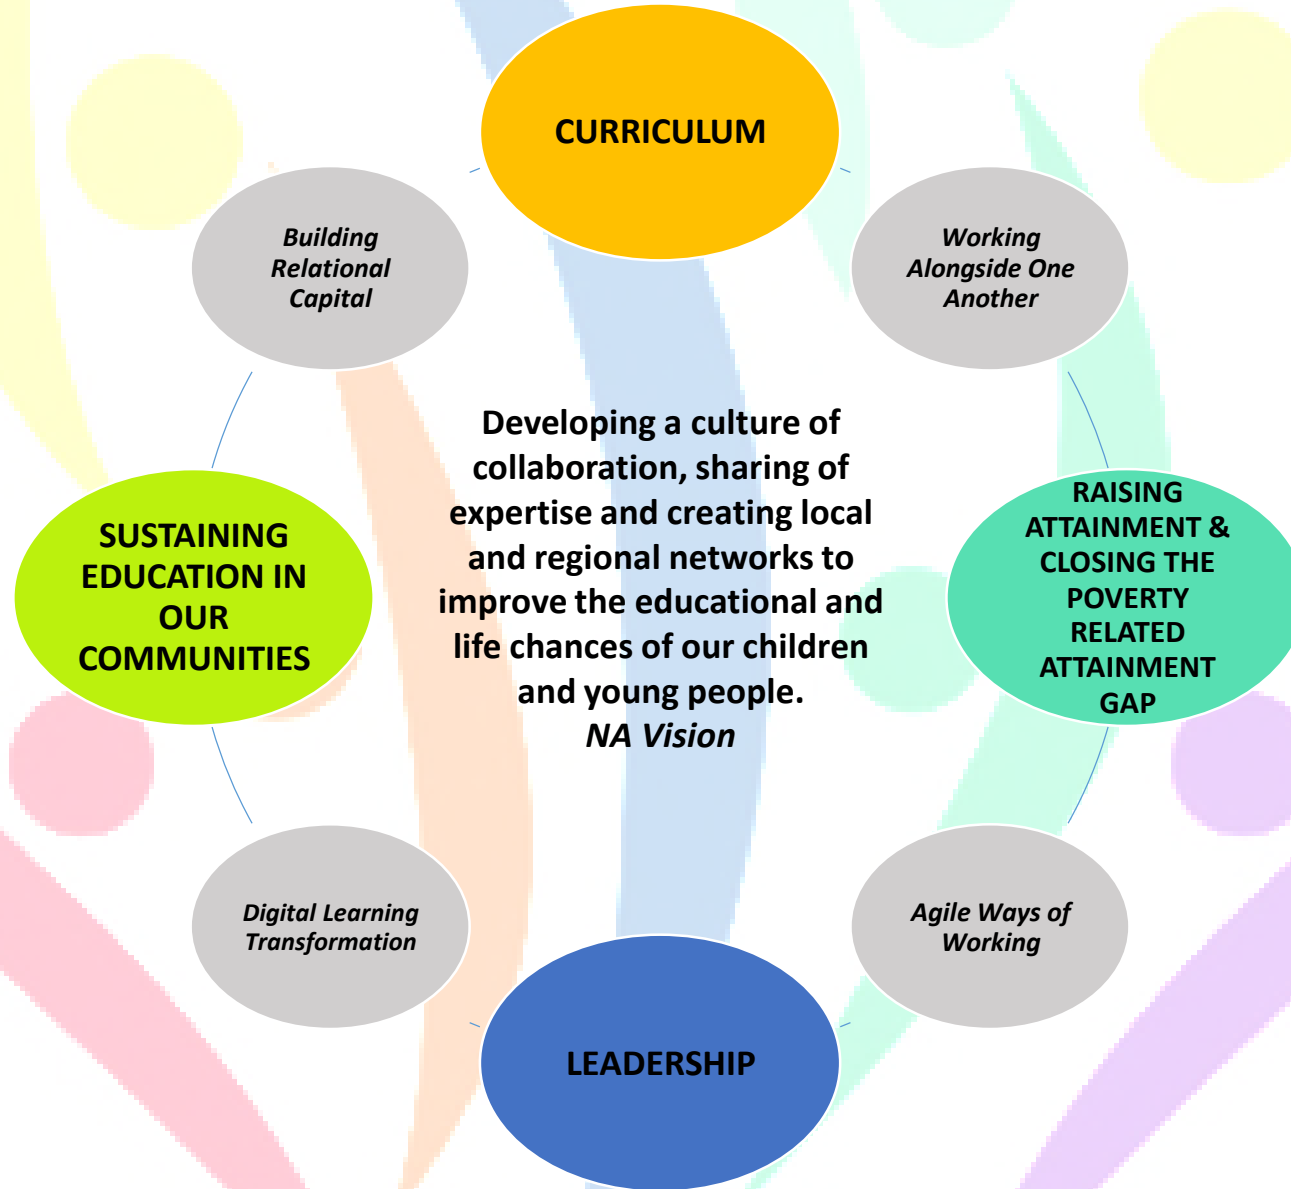 CURRICULUM
Building
Relational
Capital
Working
Alongside One
Another
Developing a culture of
collaboration, sharing of
expertise and creating local
and regional networks to
improve the educational and
life chances of our children
and young people.
NA Vision
SUSTAINING
EDUCATION IN
OUR
COMMUNITIES
RAISING
ATTAINMENT &
CLOSING THE
POVERTY
RELATED
ATTAINMENT
GAP
Digital Learning
Transformation
Agile Ways of
Working
LEADERSHIP